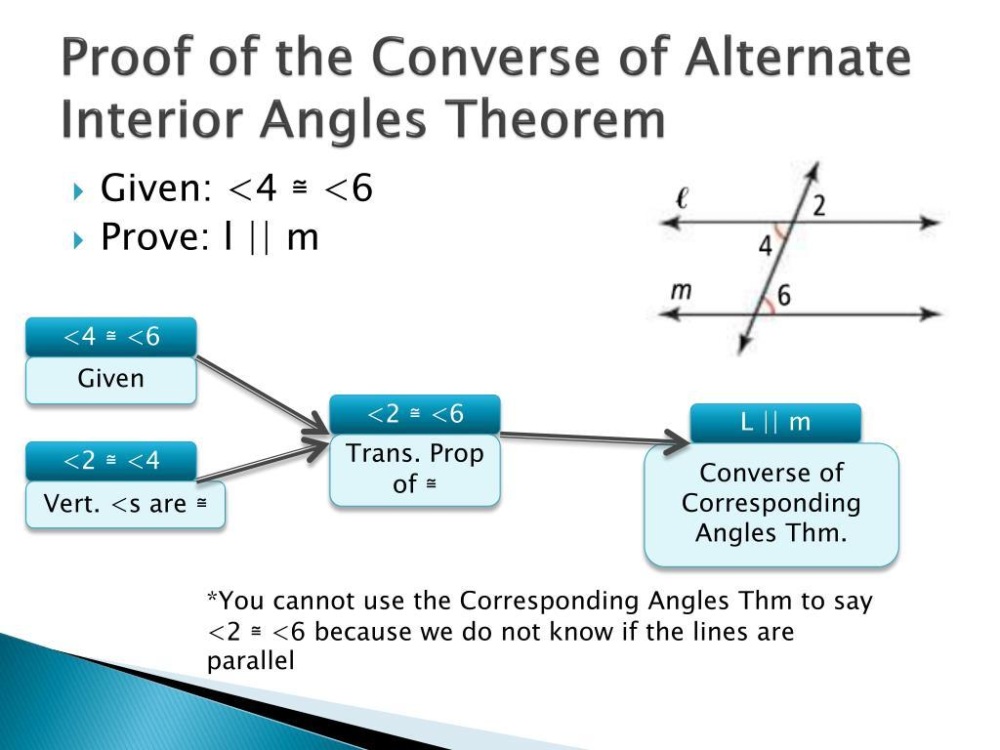 Proof of the Converse of Alternate
Interior Angles Theorem
Given: <4 ≅ <6
Prove: l || m
ℓ
2
4
m
6
<4 ≅ <6
Given
<2 ≅ <4
Vert. <s are ≅
<2 ≅ <6
Trans. Prop
of ≅
L || m
Converse of
Corresponding
Angles Thm.
*You cannot use the Corresponding Angles Thm to say
<2 ≅ <6 because we do not know if the lines are
parallel